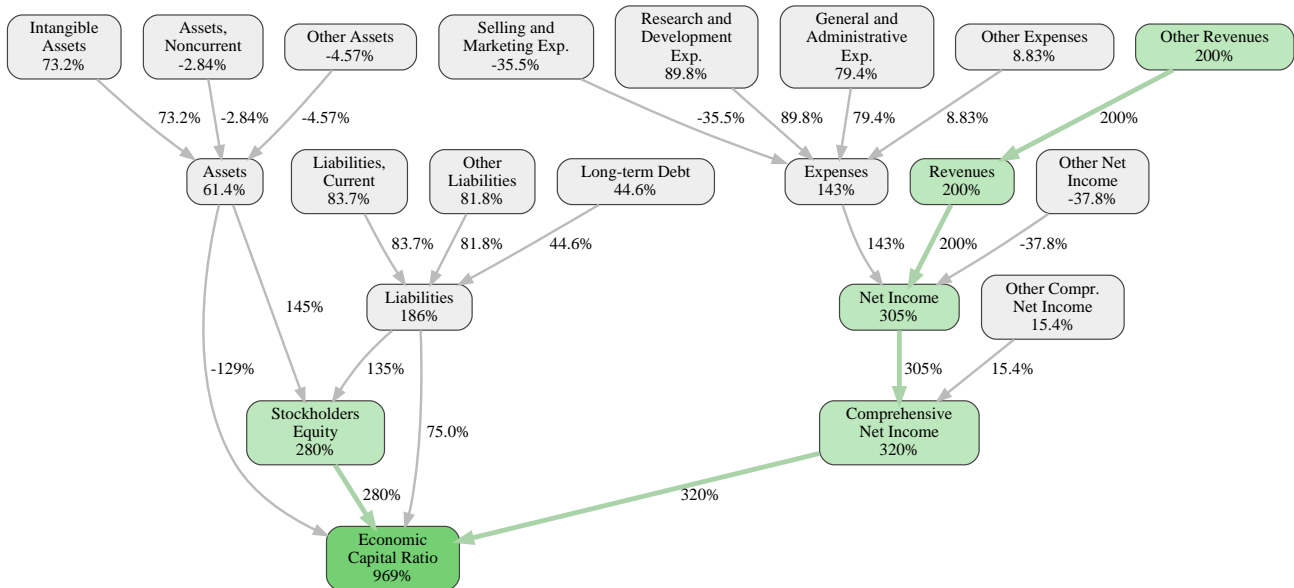 Intangible
Assets
73.2%
Assets,
Noncurrent
-2.84%
Other Assets
-4.57%
Selling and
Marketing Exp.
-35.5%
Research and
Development
Exp.
89.8%
General and
Administrative
Exp.
79.4%
Other Expenses
8.83%
Other Revenues
200%
73.2%
-2.84%
-4.57%
-35.5%
89.8%
79.4%
8.83%
200%
Assets
61.4%
Liabilities,
Current
83.7%
Other
Liabilities
81.8%
Long-term Debt
44.6%
Expenses
143%
Revenues
200%
Other Net
Income
-37.8%
83.7%
81.8%
44.6%
143%
200%
-37.8%
145%
Liabilities
186%
Net Income
305%
Other Compr.
Net Income
15.4%
-129%
135%
305%
15.4%
Stockholders
Equity
280%
75.0%
Comprehensive
Net Income
320%
280%
320%
Economic
Capital Ratio
969%